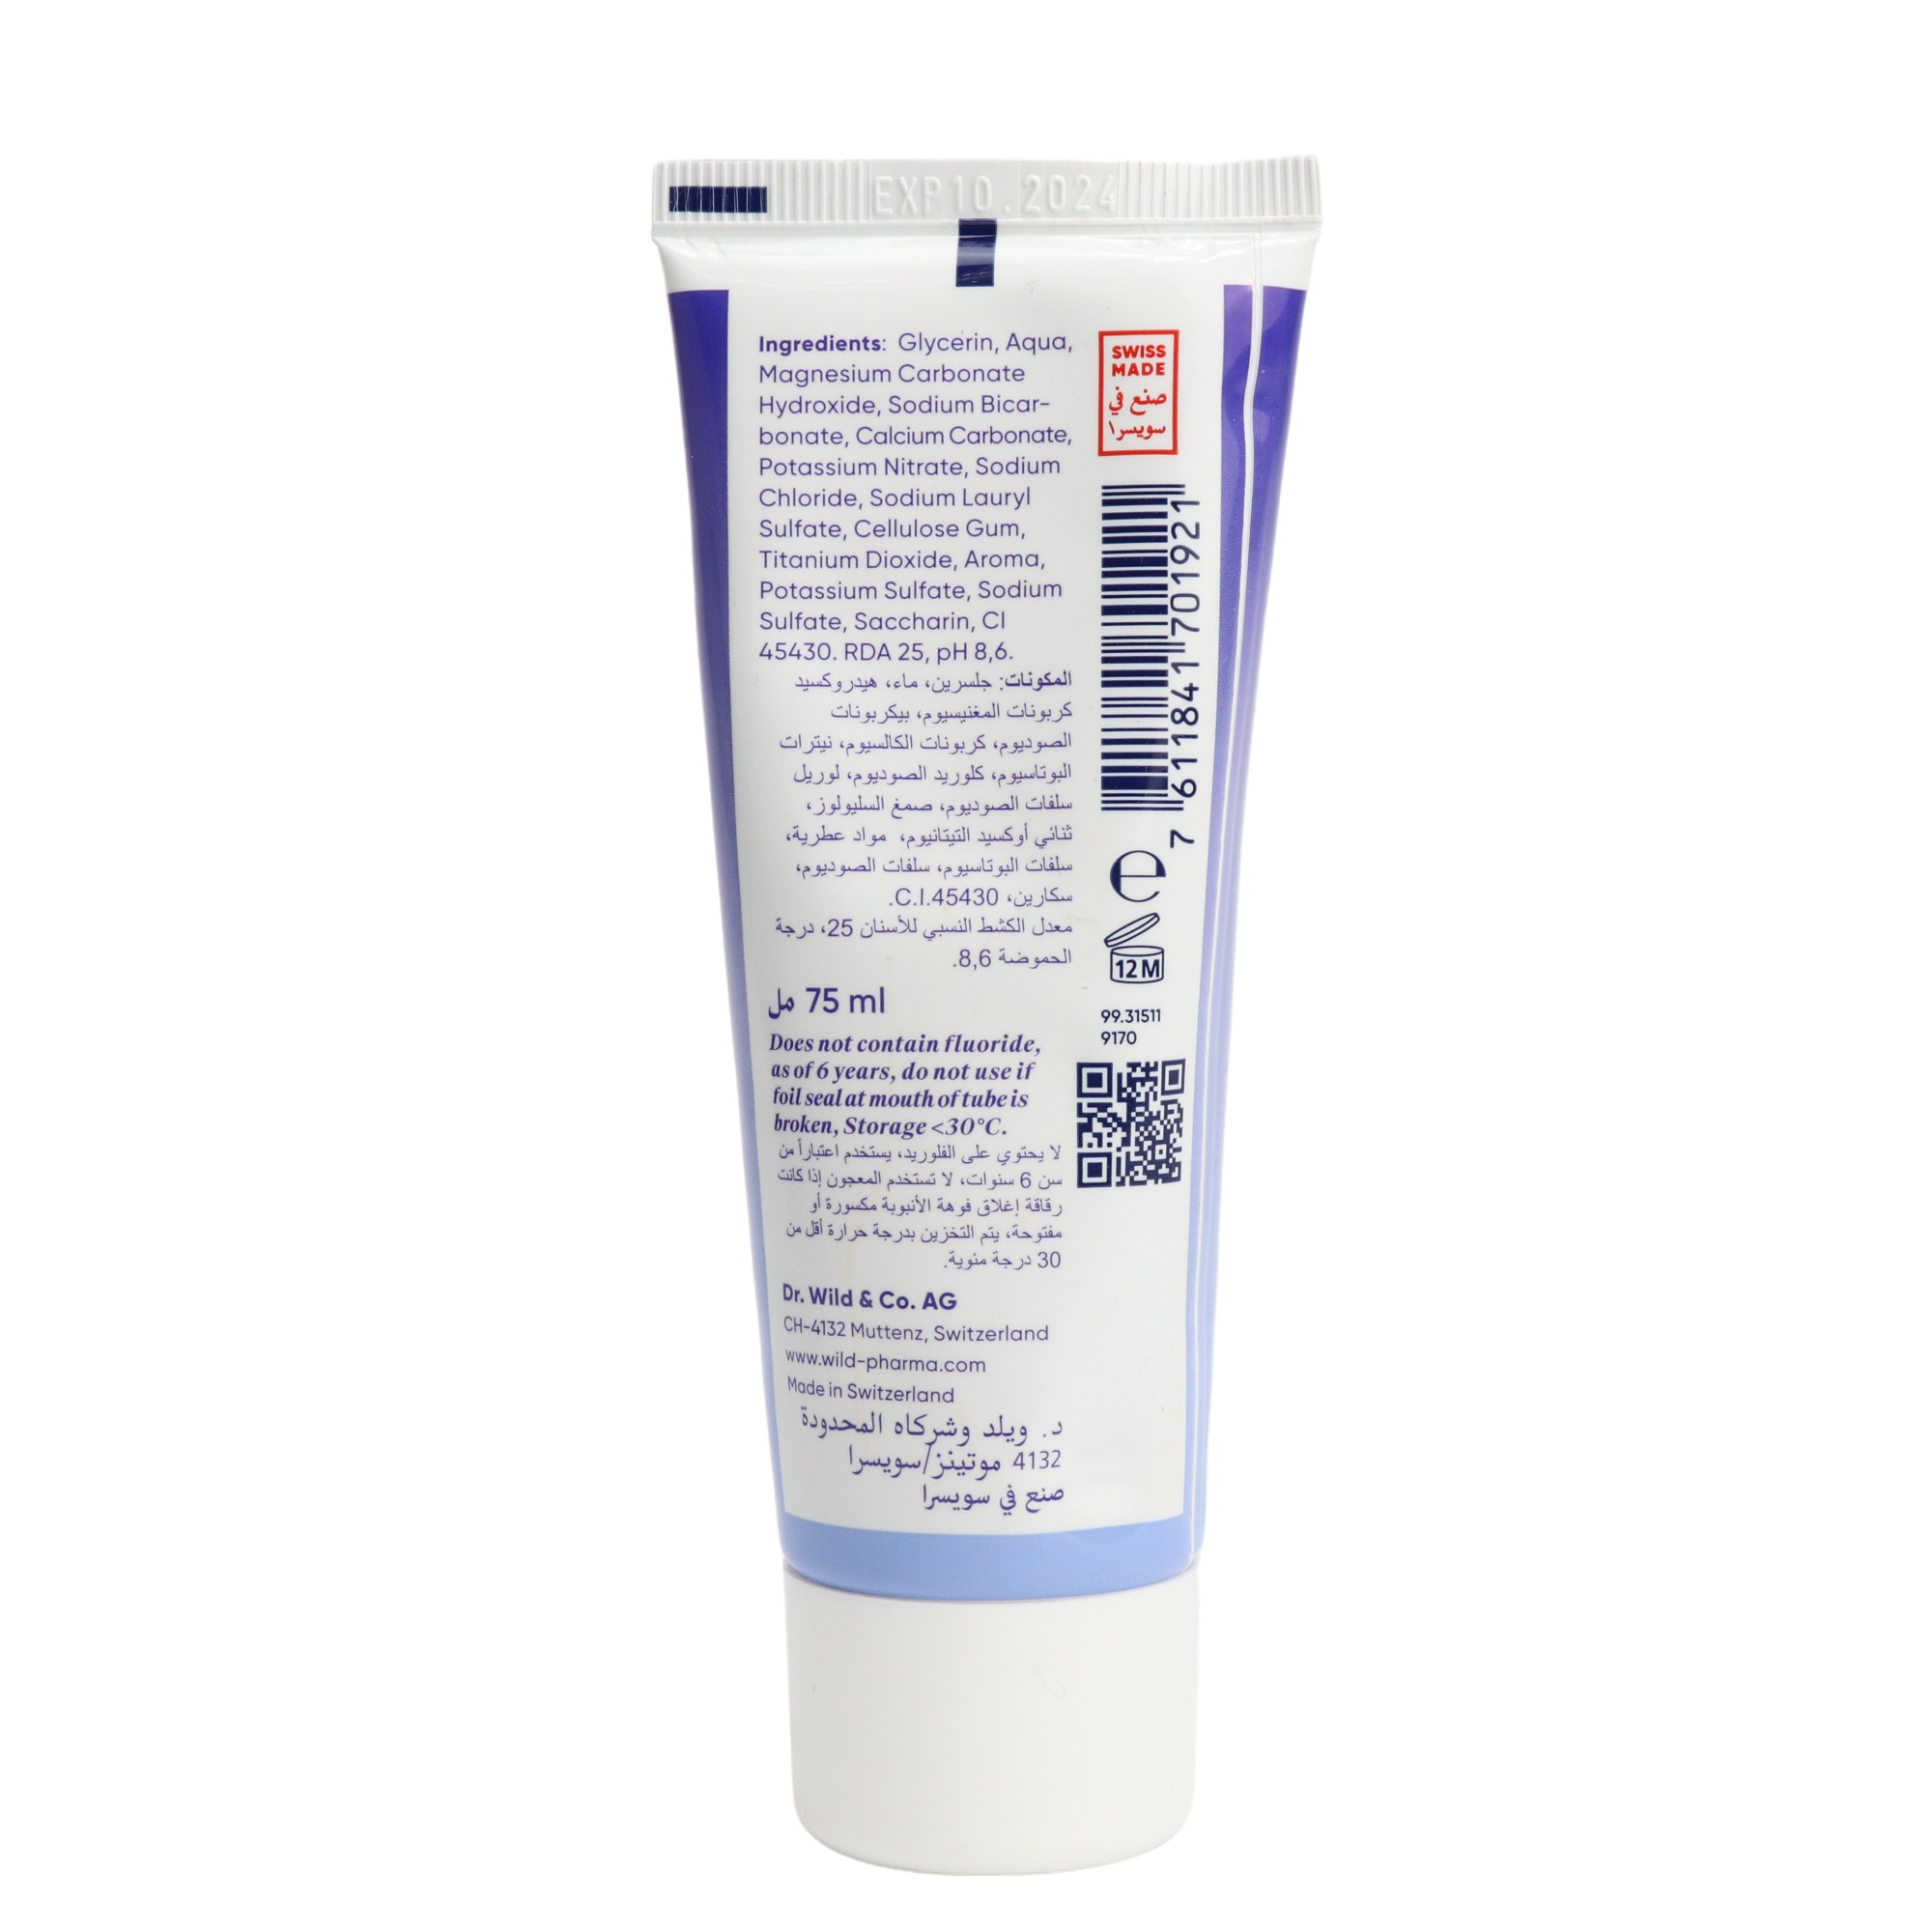 EXP 10.2024
Ingredients: Glycerin, Aqua,
Magnesium Carbonate
Hydroxide, Sodium Bicar-
bonate, Calcium Carbonate,
Potassium Nitrate, Sodium
Chloride, Sodium Lauryl
Sulfate, Cellulose Gum,
Titanium Dioxide, Aroma,
Potassium Sulfate, Sodium
Sulfate, Saccharin, CI
45430. RDA 25, pH 8,6.
المكونات: جلسرين، ماء، هيدروكسيد
كربونات المغنيسيوم، بيكربونات
الصوديوم، كربونات الكالسيوم، نيترات
البوتاسيوم، كلوريد الصوديوم، لوريل
سلفات الصوديوم، صمغ السليولوز،
ثنائي أوكسيد التيتانيوم، مواد عطرية،
سلفات البوتاسيوم، سلفات الصوديوم،
سكارين، C.I.45430.
معدل الكشط النسبي للأسنان 25، درجة
الحموضة 8,6.
75 ml مل
Does not contain fluoride,
as of 6 years, do not use if
foil seal at mouth of tube is
broken, Storage <30°C.
لا يحتوي على الفلوريد، يستخدم اعتباراً من
سن 6 سنوات، لا تستخدم المعجون إذا كانت
رقاقة إغلاق فوهة الأنبوبة مكسورة أو
مفتوحة، يتم التخزين بدرجة حرارة أقل من
30 درجة مئوية.
Dr. Wild & Co. AG
CH-4132 Muttenz, Switzerland
www.wild-pharma.com
Made in Switzerland
د. ويلد وشركاه المحدودة
4132 موتينز/سويسرا
صنع في سويسرا
SWISS
MADE
صنع في
سويسرا
7 611841 701921
e
12 M
99.31511
9170